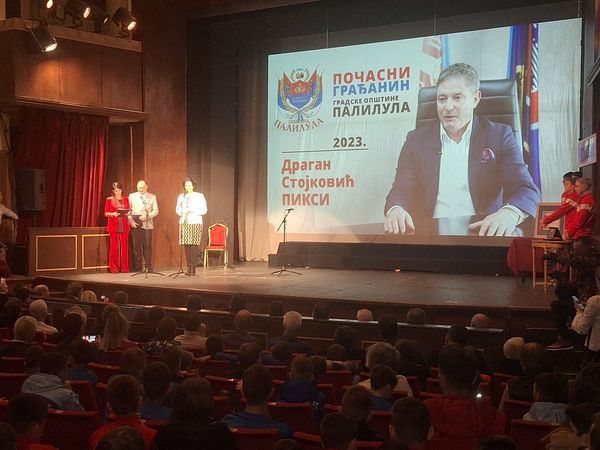 ПОЧАСНИ
ГРАЂАНИН
ГРАДСКЕ ОПШТИНЕ
ПАЛИЛУЛА
ПАЛИЛУЛА
2023.
Драган
Стојковић
ПИКСИ